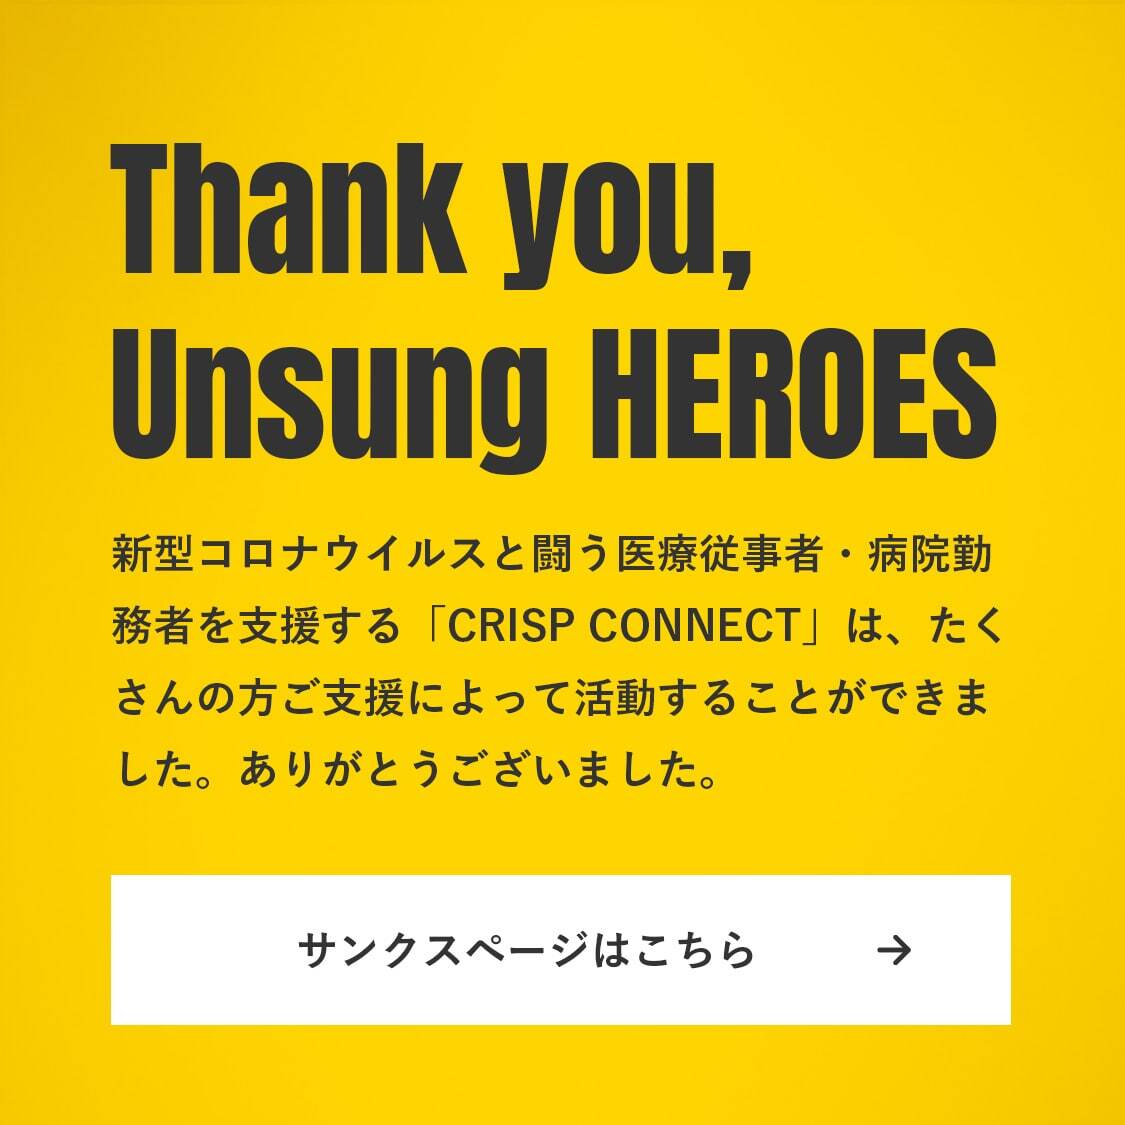 Thank you,
Unsung HEROES
新型コロナウイルスと闘う医療従事者・病院勤
務者を支援する「CRISP CONNECT」は、たく
さんの方ご支援によって活動することができま
した。ありがとうございました。
サンクスページはこちら →